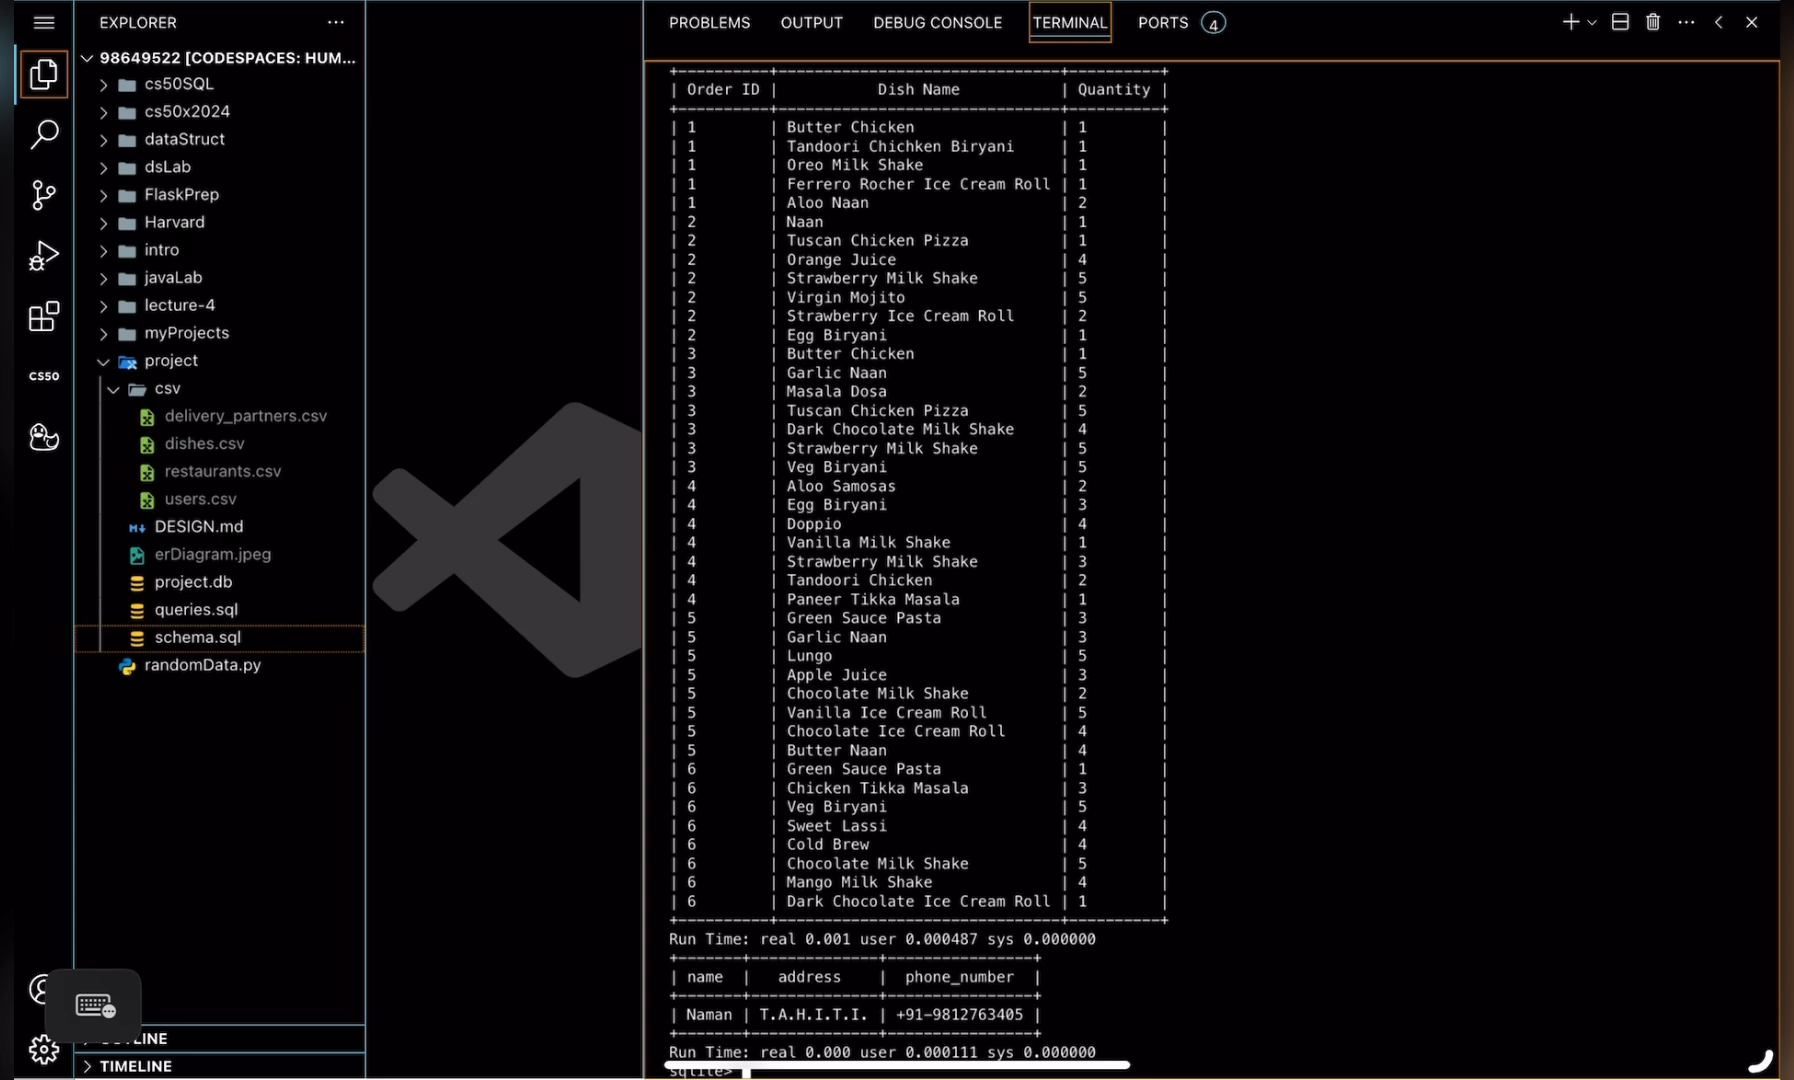 EXPLORER
98649522 [CODESPACES: HUM...
cs50SQL
cs50x2024
dataStruct
dsLab
FlaskPrep
Harvard
intro
javaLab
lecture-4
myProjects
project
csv
delivery_partners.csv
dishes.csv
restaurants.csv
users.csv
DESIGN.md
erDiagram.jpeg
project.db
queries.sql
schema.sql
randomData.py
TIMELINE
CS50
PROBLEMS OUTPUT DEBUG CONSOLE TERMINAL PORTS 4
| Order ID | Dish Name | Quantity |
| 1 | Butter Chicken | 1 |
| 1 | Tandoori Chichken Biryani | 1 |
| 1 | Oreo Milk Shake | 1 |
| 1 | Ferrero Rocher Ice Cream Roll | 1 |
| 1 | Aloo Naan | 2 |
| 2 | Naan | 1 |
| 2 | Tuscan Chicken Pizza | 1 |
| 2 | Orange Juice | 4 |
| 2 | Strawberry Milk Shake | 5 |
| 2 | Virgin Mojito | 5 |
| 2 | Strawberry Ice Cream Roll | 2 |
| 2 | Egg Biryani | 1 |
| 3 | Butter Chicken | 1 |
| 3 | Garlic Naan | 5 |
| 3 | Masala Dosa | 2 |
| 3 | Tuscan Chicken Pizza | 5 |
| 3 | Dark Chocolate Milk Shake | 4 |
| 3 | Strawberry Milk Shake | 5 |
| 3 | Veg Biryani | 5 |
| 4 | Aloo Samosas | 2 |
| 4 | Egg Biryani | 3 |
| 4 | Doppio | 4 |
| 4 | Vanilla Milk Shake | 1 |
| 4 | Strawberry Milk Shake | 3 |
| 4 | Tandoori Chicken | 2 |
| 4 | Paneer Tikka Masala | 1 |
| 5 | Green Sauce Pasta | 3 |
| 5 | Garlic Naan | 3 |
| 5 | Lungo | 5 |
| 5 | Apple Juice | 3 |
| 5 | Chocolate Milk Shake | 2 |
| 5 | Vanilla Ice Cream Roll | 5 |
| 5 | Chocolate Ice Cream Roll | 4 |
| 5 | Butter Naan | 4 |
| 6 | Green Sauce Pasta | 1 |
| 6 | Chicken Tikka Masala | 3 |
| 6 | Veg Biryani | 5 |
| 6 | Sweet Lassi | 4 |
| 6 | Cold Brew | 4 |
| 6 | Chocolate Milk Shake | 5 |
| 6 | Mango Milk Shake | 4 |
| 6 | Dark Chocolate Ice Cream Roll | 1 |
Run Time: real 0.001 user 0.000487 sys 0.000000
| name | address | phone_number |
| Naman | T.A.H.I.T.I. | +91-9812763405 |
Run Time: real 0.000 user 0.000111 sys 0.000000
sqlite>